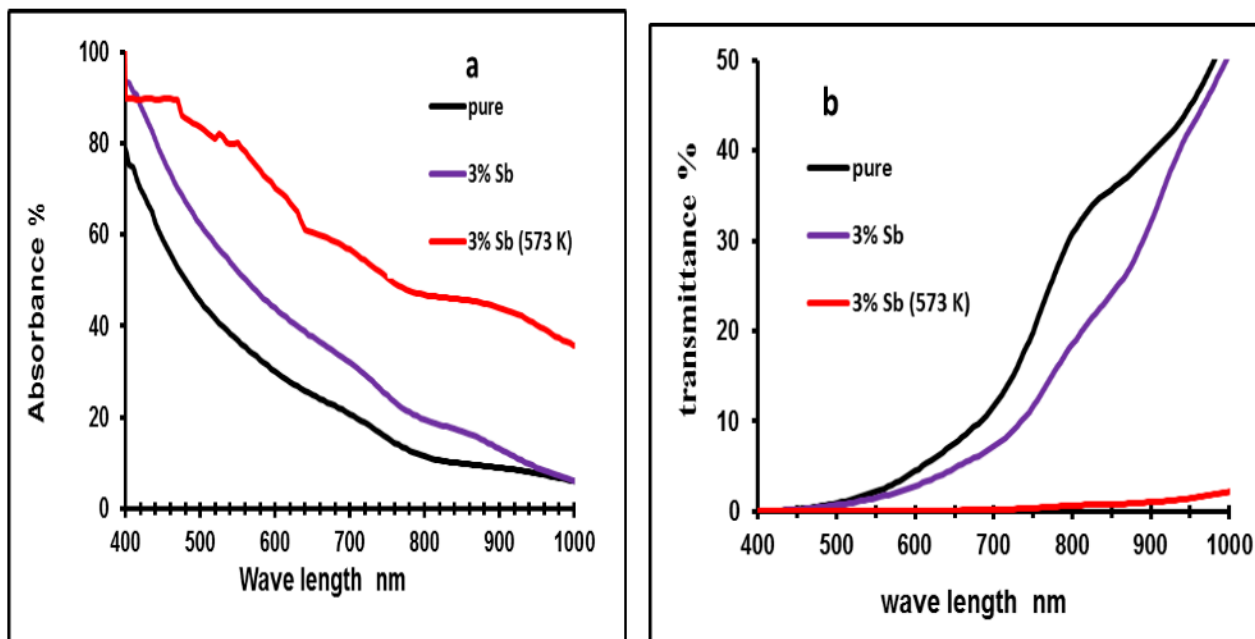 a
Absorbance %
100
80
60
40
20
0
pure
3% Sb
3% Sb (573 K)
400 500 600 700 800 900 1000
Wave length nm
b
transmittance %
50
40
30
20
10
0
pure
3% Sb
3% Sb (573 K)
400 500 600 700 800 900 1000
wave length nm